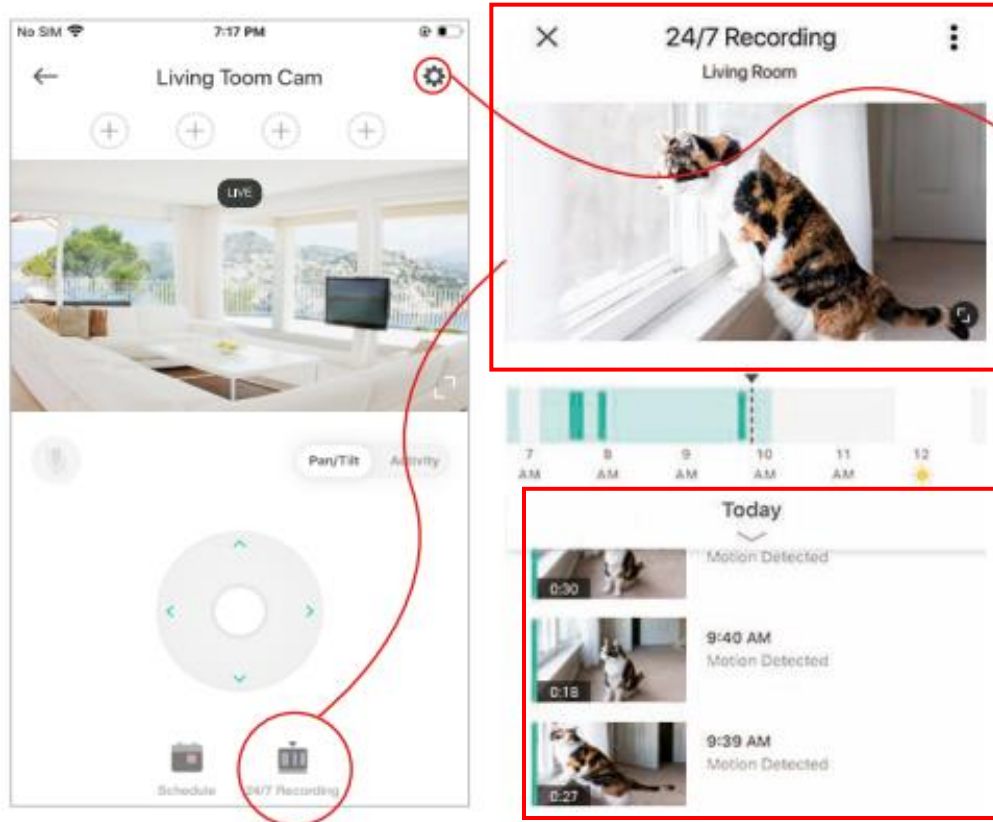 No SIM
7:17 PM
Living Toom Cam
LIVE
Pan/Tilt
Activity
Schedule
24/7 Recording
24/7 Recording
Living Room
7
AM
8
AM
9
AM
10
AM
11
AM
12
Today
Motion Detected
0:30
9:40 AM
Motion Detected
0:18
9:39 AM
Motion Detected
0:27